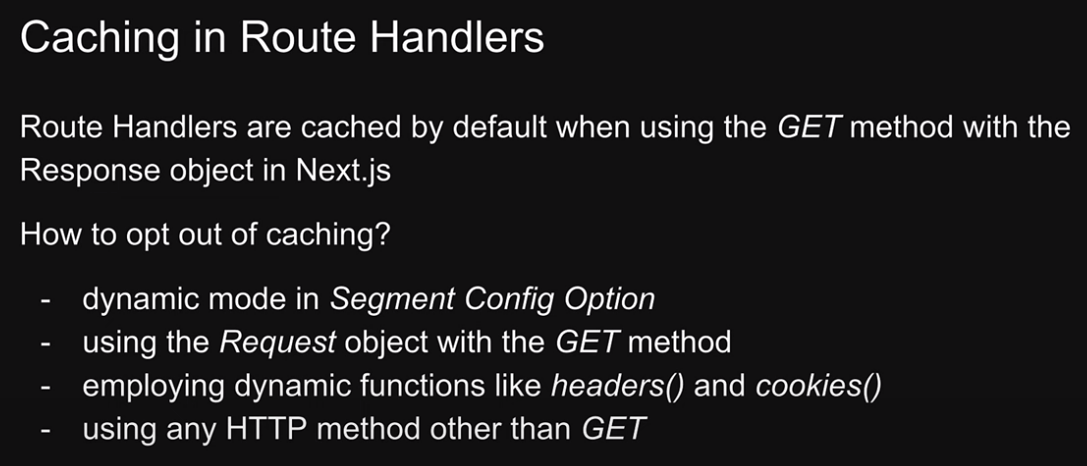 Caching in Route Handlers
Route Handlers are cached by default when using the GET method with the
Response object in Next.js
How to opt out of caching?
- dynamic mode in Segment Config Option
- using the Request object with the GET method
- employing dynamic functions like headers() and cookies()
- using any HTTP method other than GET